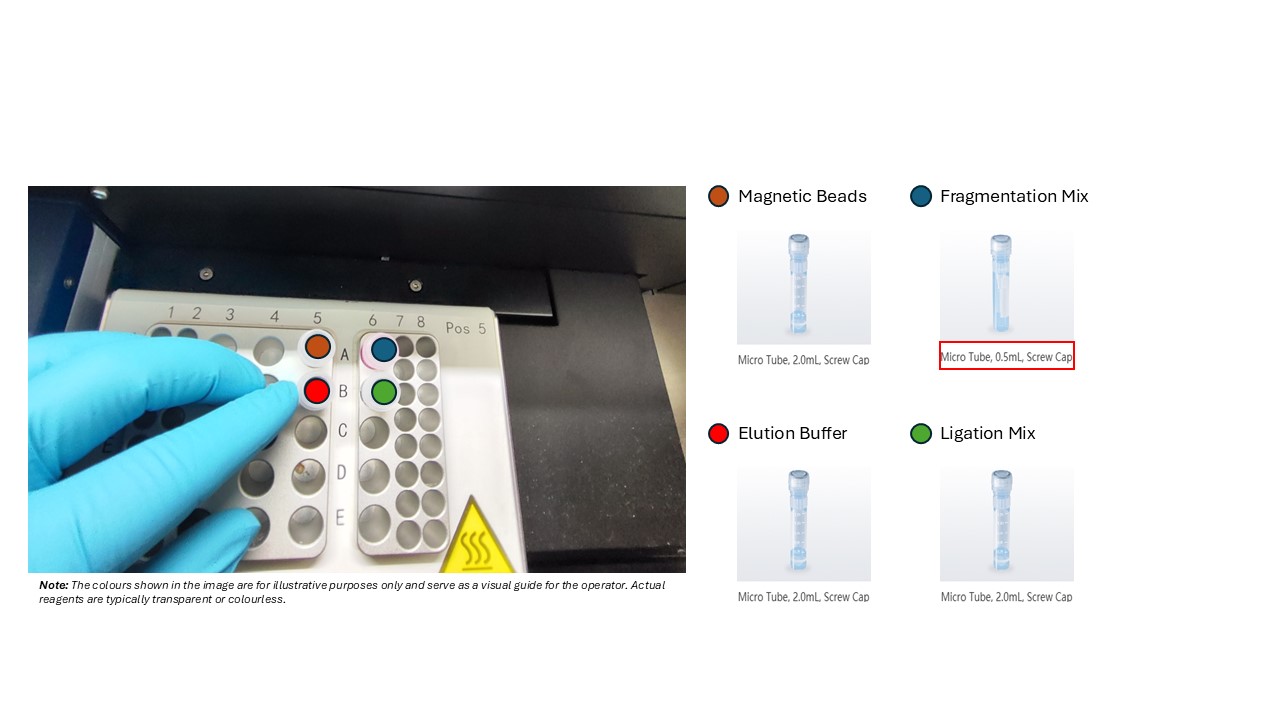 Magnetic Beads
Fragmentation Mix
Micro Tube, 2.0mL, Screw Cap
Micro Tube, 0.5mL, Screw Cap
1 2 3 4 5 6 7 8 Pos 5
A
B
C
D
E
E
Elution Buffer
Ligation Mix
Micro Tube, 2.0mL, Screw Cap
Micro Tube, 2.0mL, Screw Cap
Note: The colours shown in the image are for illustrative purposes only and serve as a visual guide for the operator. Actual
reagents are typically transparent or colourless.